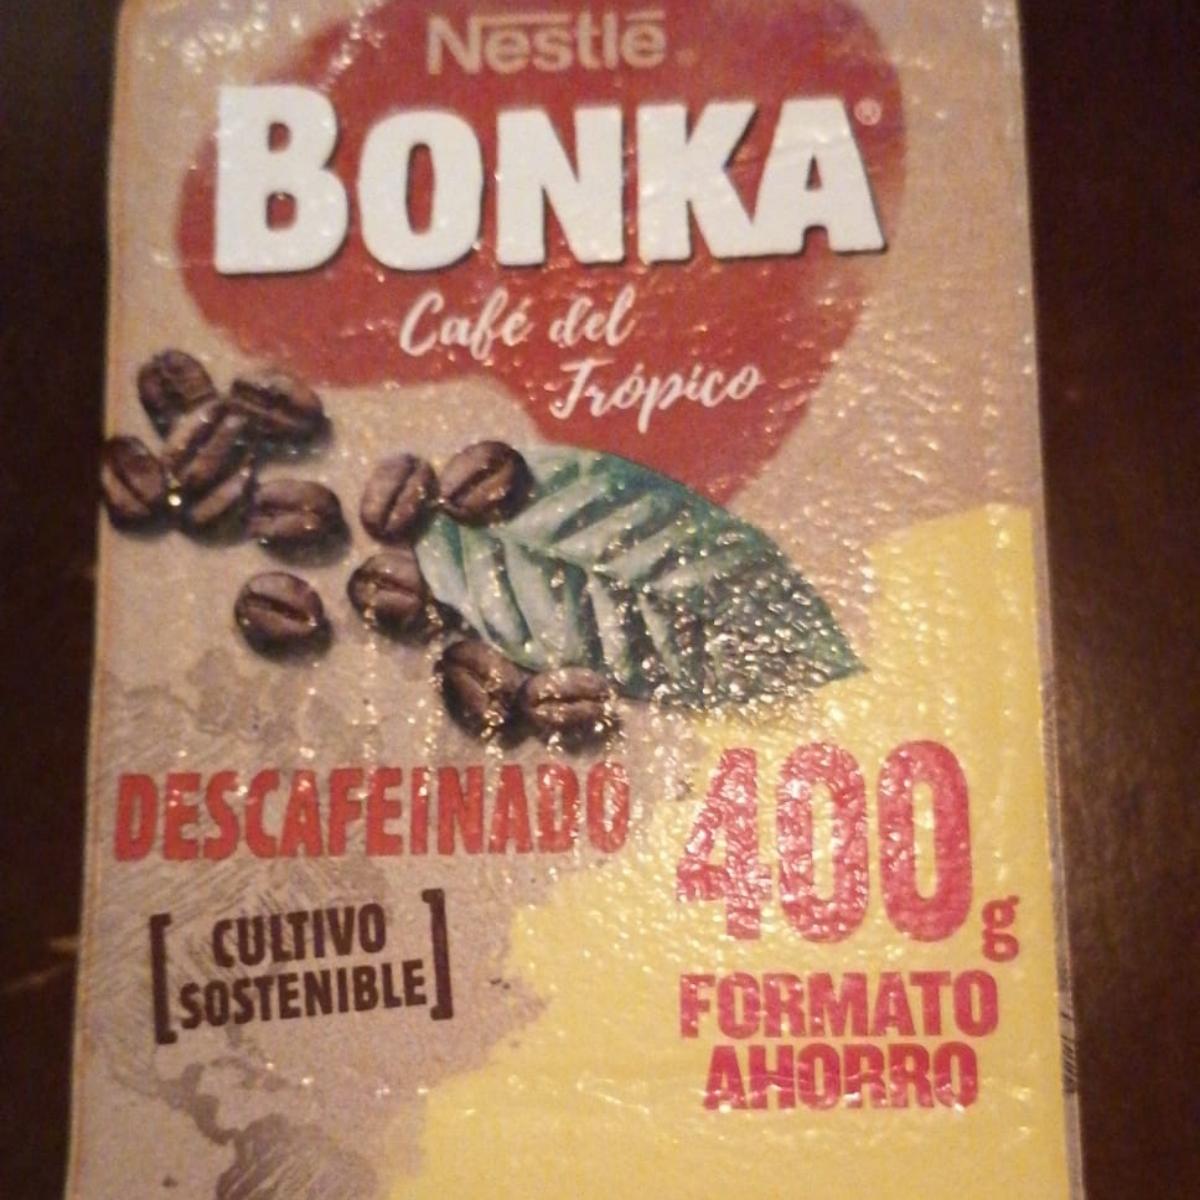 Nestlé
BONKA®
Café del
Trópico
DESCAFEINADO
400g
[CULTIVO
SOSTENIBLE]
FORMATO
AHORRO